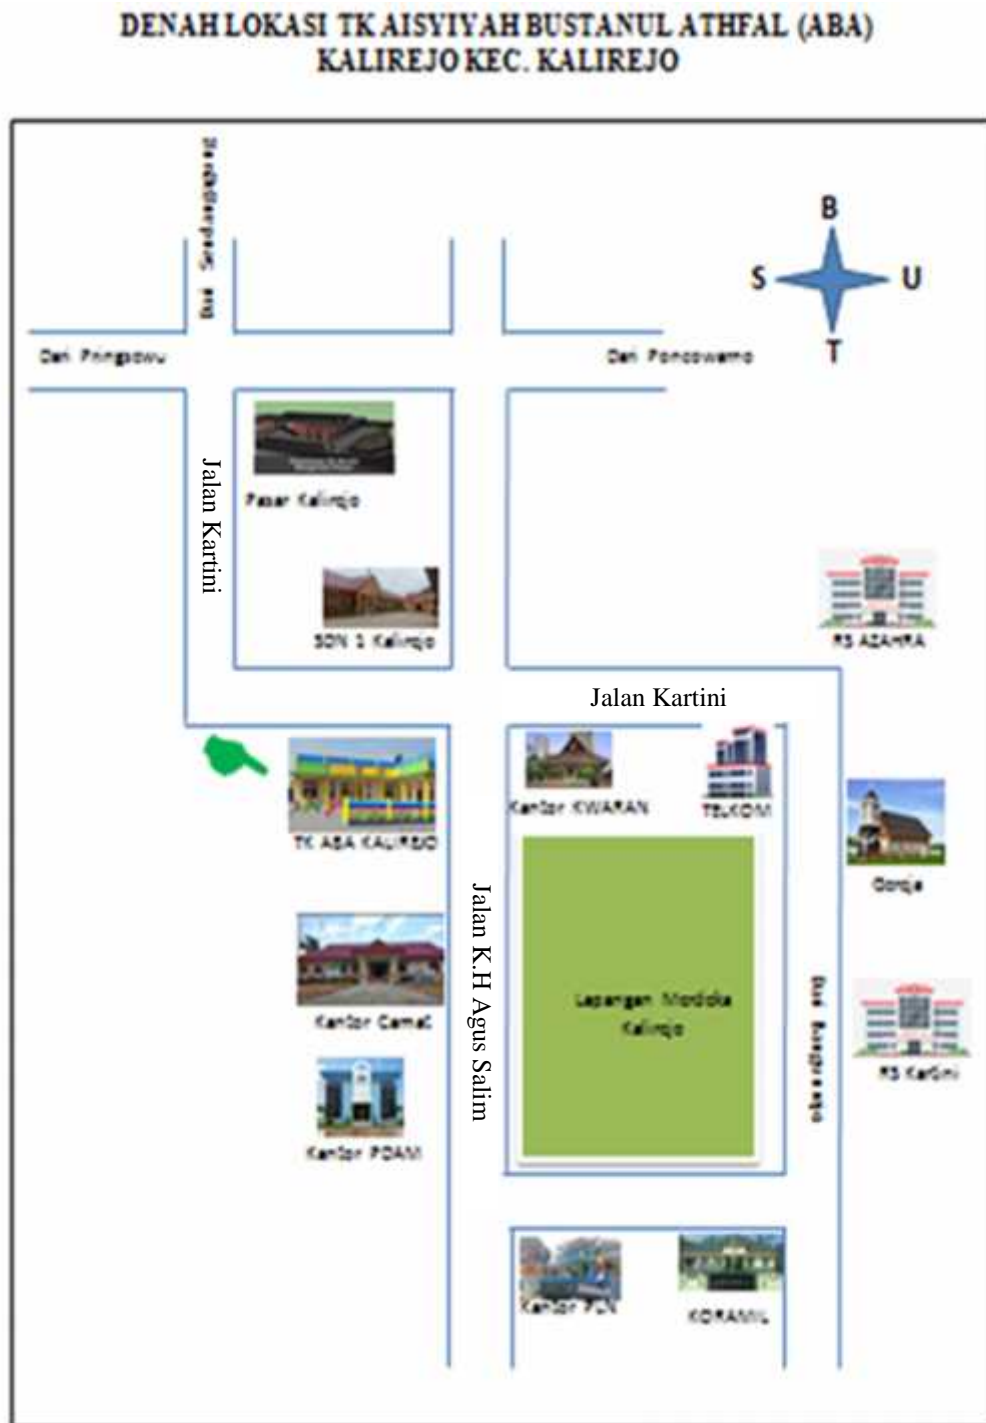 DENAH LOKASI TK AISYIYAH BUSTANUL ATHFAL (ABA)
KALIREJO KEC. KALIREJO
B
S
U
T
Dari Pringsewu
Dari Poncowarno
Jalan Kartini
Pasar Kalirejo
SDN 1 Kalirejo
RS AZAHRA
Jalan Kartini
Kantor KWARAN
TELKOM
TK ABA KALIREJO
Gereja
Jalan K.H Agus Salim
Lapangan Merdeka
Kalirejo
Kantor Camat
RS Kartini
Kantor PDAM
Dari
Kantor PLN
KORAMIL